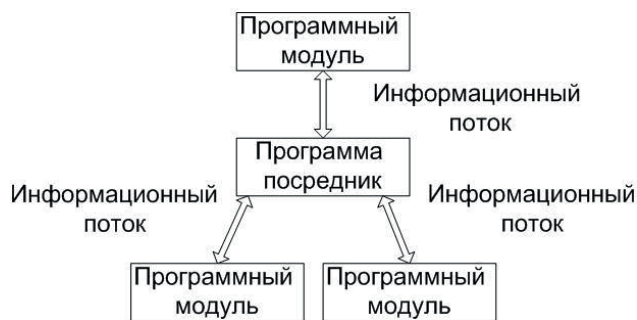 Программный
модуль
Информационный
поток
Программа
посредник
Информационный
поток
Информационный
поток
Программный
модуль
Программный
модуль